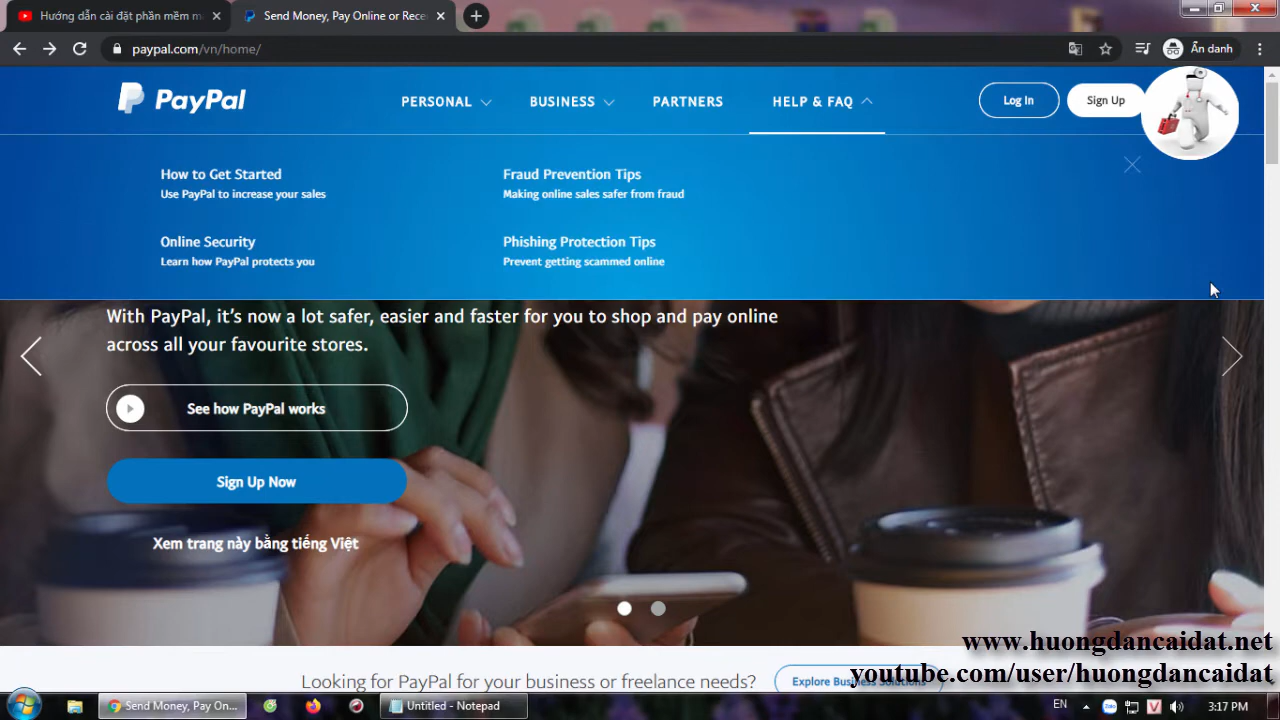 Hướng dẫn cài đặt phần mềm m
Send Money, Pay Online or Rece
paypal.com/vn/home/
Ẩn danh
PayPal
PERSONAL
BUSINESS
PARTNERS
HELP & FAQ
Log In
Sign Up
How to Get Started
Use PayPal to increase your sales
Fraud Prevention Tips
Making online sales safer from fraud
Online Security
Learn how PayPal protects you
Phishing Protection Tips
Prevent getting scammed online
With PayPal, it's now a lot safer, easier and faster for you to shop and pay online
across all your favourite stores.
See how PayPal works
Sign Up Now
Xem trang này bằng tiếng Việt
www.huongdancaidat.net
Looking for PayPal for your business or freelance needs?
Explore Business Solutions
youtube.com/user/huongdancaidat
Send Money, Pay On...
Untitled - Notepad
EN
Zalo
V
3:17 PM